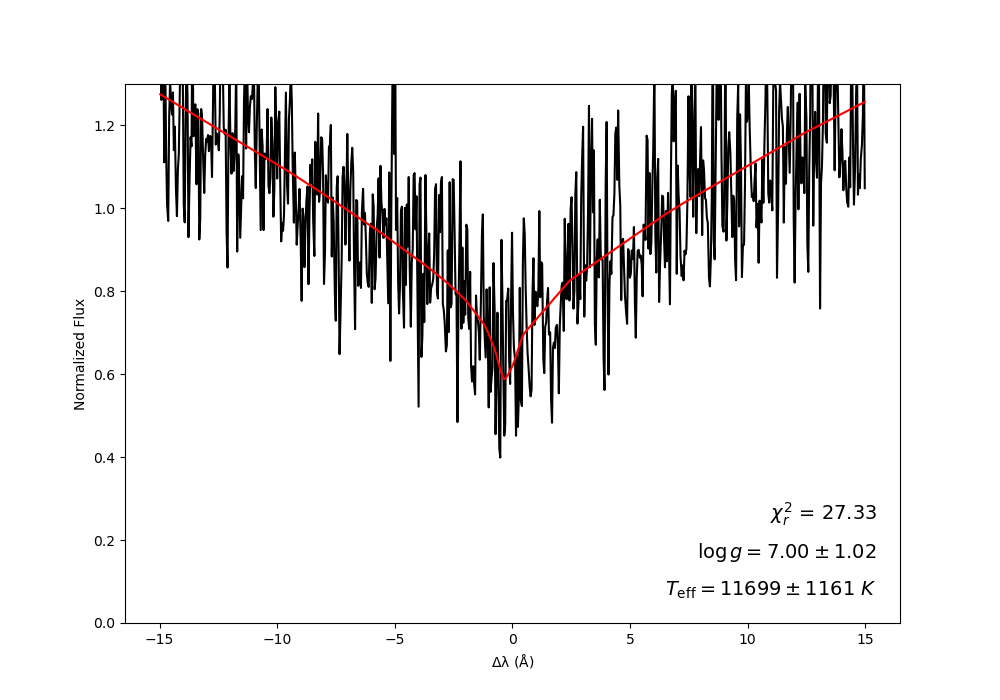 Normalized Flux
1.2
1.0
0.8
0.6
0.4
0.2
0.0
χ²ᵣ = 27.33
log g = 7.00 ± 1.02
T_eff = 11699 ± 1161 K
−15 −10 −5 0 5 10 15
Δλ (Å)